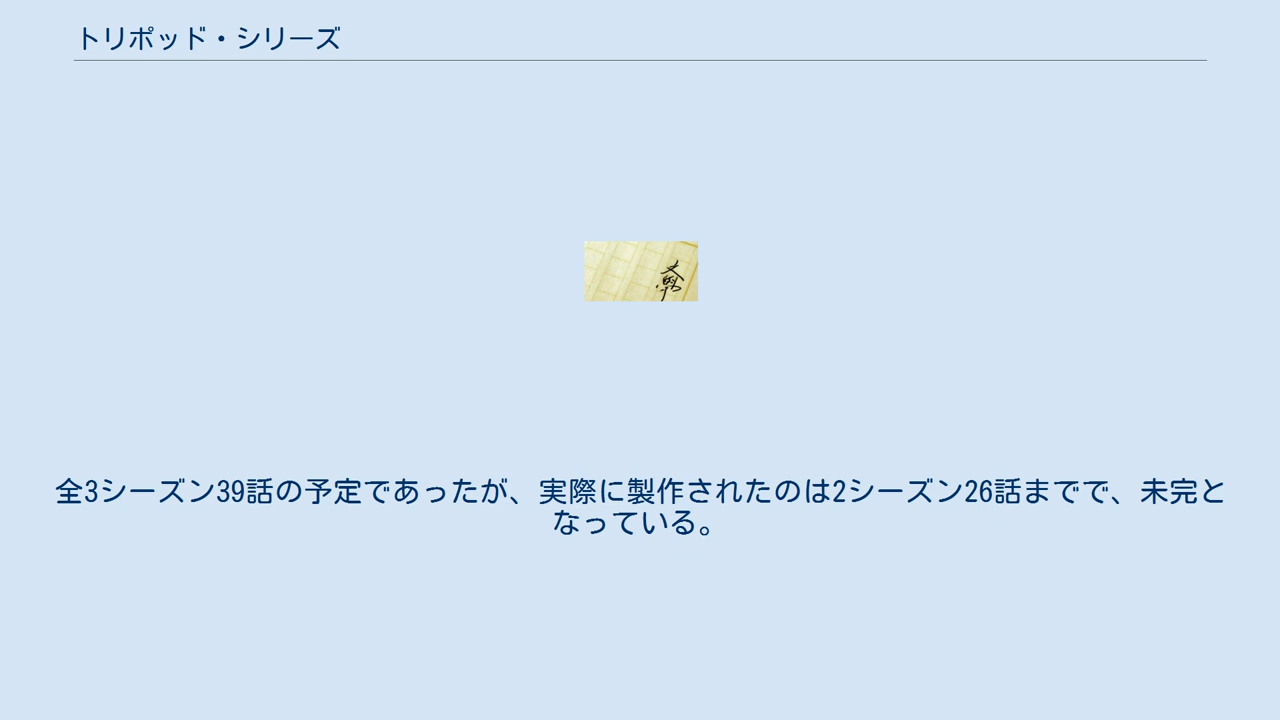 トリポッド・シリーズ
全3シーズン39話の予定であったが、実際に製作されたのは2シーズン26話までで、未完と
なっている。